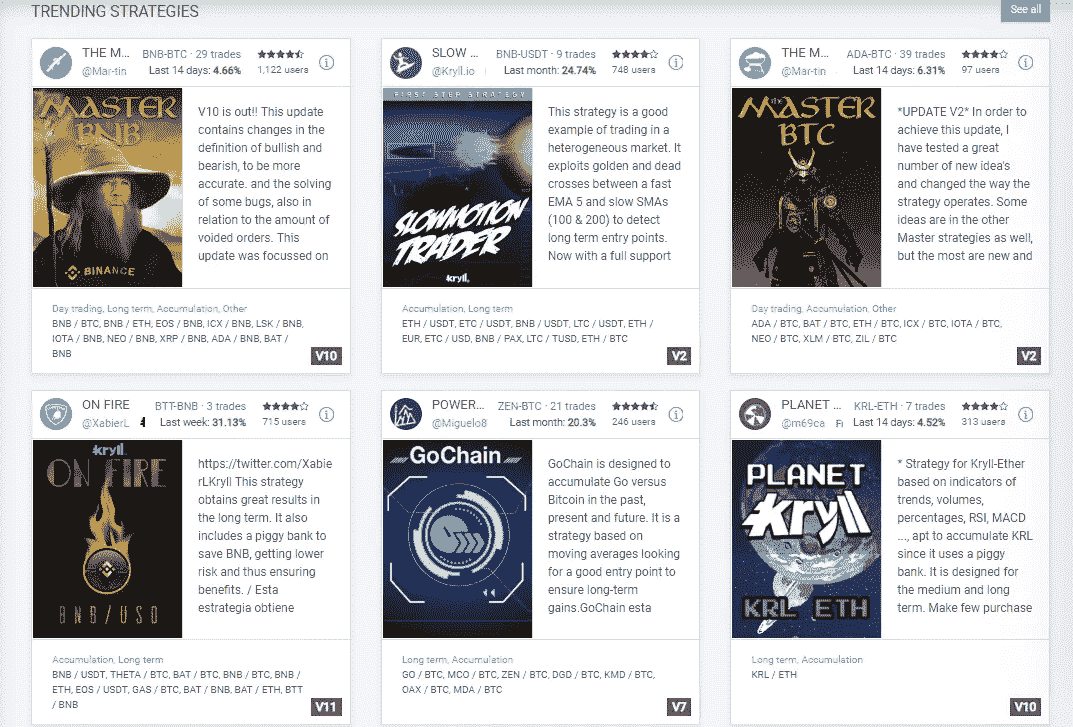 TRENDING STRATEGIES
See all
THE M... BNB-BTC · 29 trades
@Mar-tin Last 14 days: 4.66% 1,122 users
MASTER
BNB
BINANCE
V10 is out!! This update
contains changes in the
definition of bullish and
bearish, to be more
accurate. and the solving
of some bugs, also in
relation to the amount of
voided orders. This
update was focussed on
Day trading, Long term, Accumulation, Other
BNB / BTC, BNB / ETH, EOS / BNB, ICX / BNB, LSK / BNB,
IOTA / BNB, NEO / BNB, XRP / BNB, ADA / BNB, BAT /
BNB
V10
SLOW ... BNB-USDT · 9 trades
@Kryll.io Last month: 24.74% 748 users
FIRST STEP STRATEGY
SLOWMOTION
TRADER
kryll
This strategy is a good
example of trading in a
heterogeneous market. It
exploits golden and dead
crosses between a fast
EMA 5 and slow SMAs
(100 & 200) to detect
long term entry points.
Now with a full support
Accumulation, Long term
ETH / USDT, ETC / USDT, BNB / USDT, LTC / USDT, ETH /
EUR, ETC / USD, BNB / PAX, LTC / TUSD, ETH / BTC
V2
THE M... ADA-BTC · 39 trades
@Mar-tin Last 14 days: 6.31% 97 users
The
MASTER
BTC
*UPDATE V2* In order to
achieve this update, I
have tested a great
number of new idea's
and changed the way the
strategy operates. Some
ideas are in the other
Master strategies as well,
but the most are new and
Day trading, Accumulation, Other
ADA / BTC, BAT / BTC, ETH / BTC, ICX / BTC, IOTA / BTC,
NEO / BTC, XLM / BTC, ZIL / BTC
V2
ON FIRE BTT-BNB · 3 trades
@XabierL Last week: 31.13% 715 users
kryll
ON FIRE
BNB/USD
https://twitter.com/Xabie
rLKryll This strategy
obtains great results in
the long term. It also
includes a piggy bank to
save BNB, getting lower
risk and thus ensuring
benefits. / Esta
estrategia obtiene
Accumulation, Long term
BNB / USDT, THETA / BTC, BAT / BTC, BNB / BTC, BNB /
ETH, EOS / USDT, GAS / BTC, BAT / BNB, BAT / ETH, BTT
/ BNB
V11
POWER... ZEN-BTC · 21 trades
@Miguelo8 Last month: 20.3% 246 users
GoChain
GoChain is designed to
accumulate Go versus
Bitcoin in the past,
present and future. It is a
strategy based on
moving averages looking
for a good entry point to
ensure long-term
gains.GoChain esta
Long term, Accumulation
GO / BTC, MCO / BTC, ZEN / BTC, DGD / BTC, KMD / BTC,
OAX / BTC, MDA / BTC
V7
PLANET ... KRL-ETH · 7 trades
@m69ca Last 14 days: 4.52% 313 users
PLANET
kryll
KRL ETH
* Strategy for Kryll-Ether
based on indicators of
trends, volumes,
percentages, RSI, MACD
..., apt to accumulate KRL
since it uses a piggy
bank. It is designed for
the medium and long
term. Make few purchase
Long term, Accumulation
KRL / ETH
V10